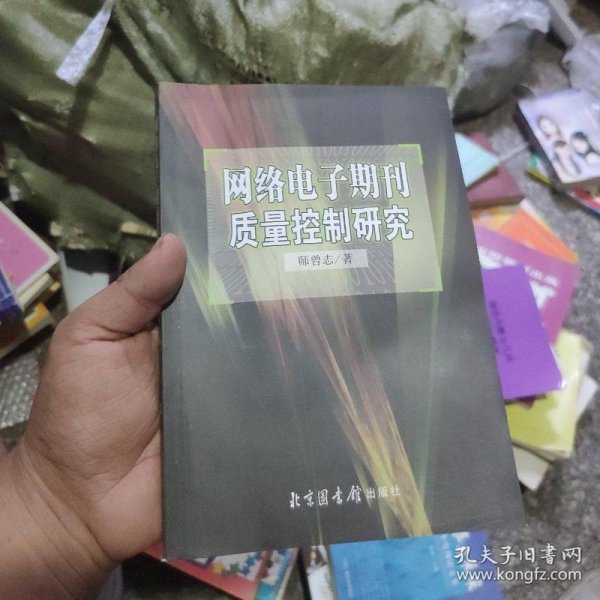 网络电子期刊
质量控制研究
师曾志/著
北京图书馆出版社
孔夫子旧书网
www.kongfz.com